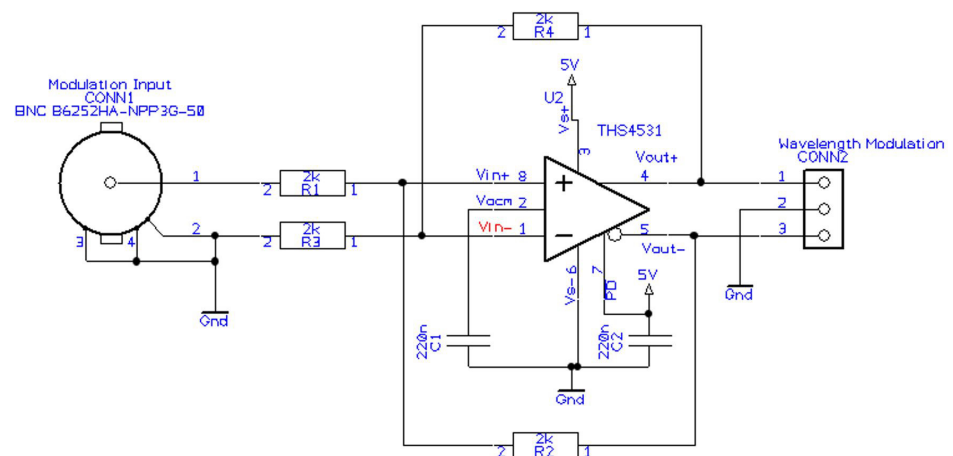 2k
2 1
R4
Modulation Input
CONN1
BNC B6252HA-NPP3G-50
5V
U2
Vs+
3
THS4531
Vout+
4
Wavelength Modulation
CONN2
1
2
3
1
2k
2 1
R1
Vin+ 8
Vocm 2
Vin- 1
2
2k
2 1
R3
3 4
5
Vout-
Vs- 6
7
PD
5V
Gnd
220n
C1
220n
C2
Gnd
Gnd
2k
2 1
R2